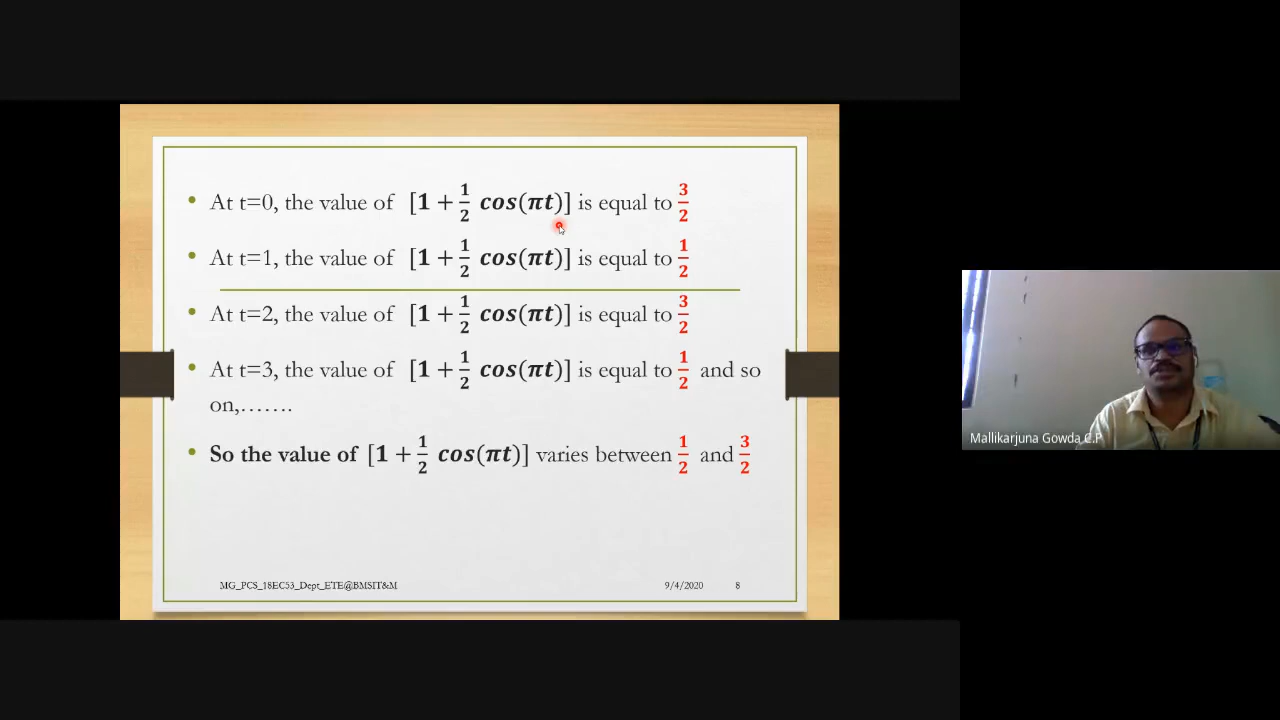 • At t=0, the value of [1 + 1/2 cos(πt)] is equal to 3/2
• At t=1, the value of [1 + 1/2 cos(πt)] is equal to 1/2
• At t=2, the value of [1 + 1/2 cos(πt)] is equal to 3/2
• At t=3, the value of [1 + 1/2 cos(πt)] is equal to 1/2 and so
on,…….
• So the value of [1 + 1/2 cos(πt)] varies between 1/2 and 3/2
MG_PCS_18EC53_Dept_ETE@BMSIT&M 9/4/2020 8
Mallikarjuna Gowda C.P